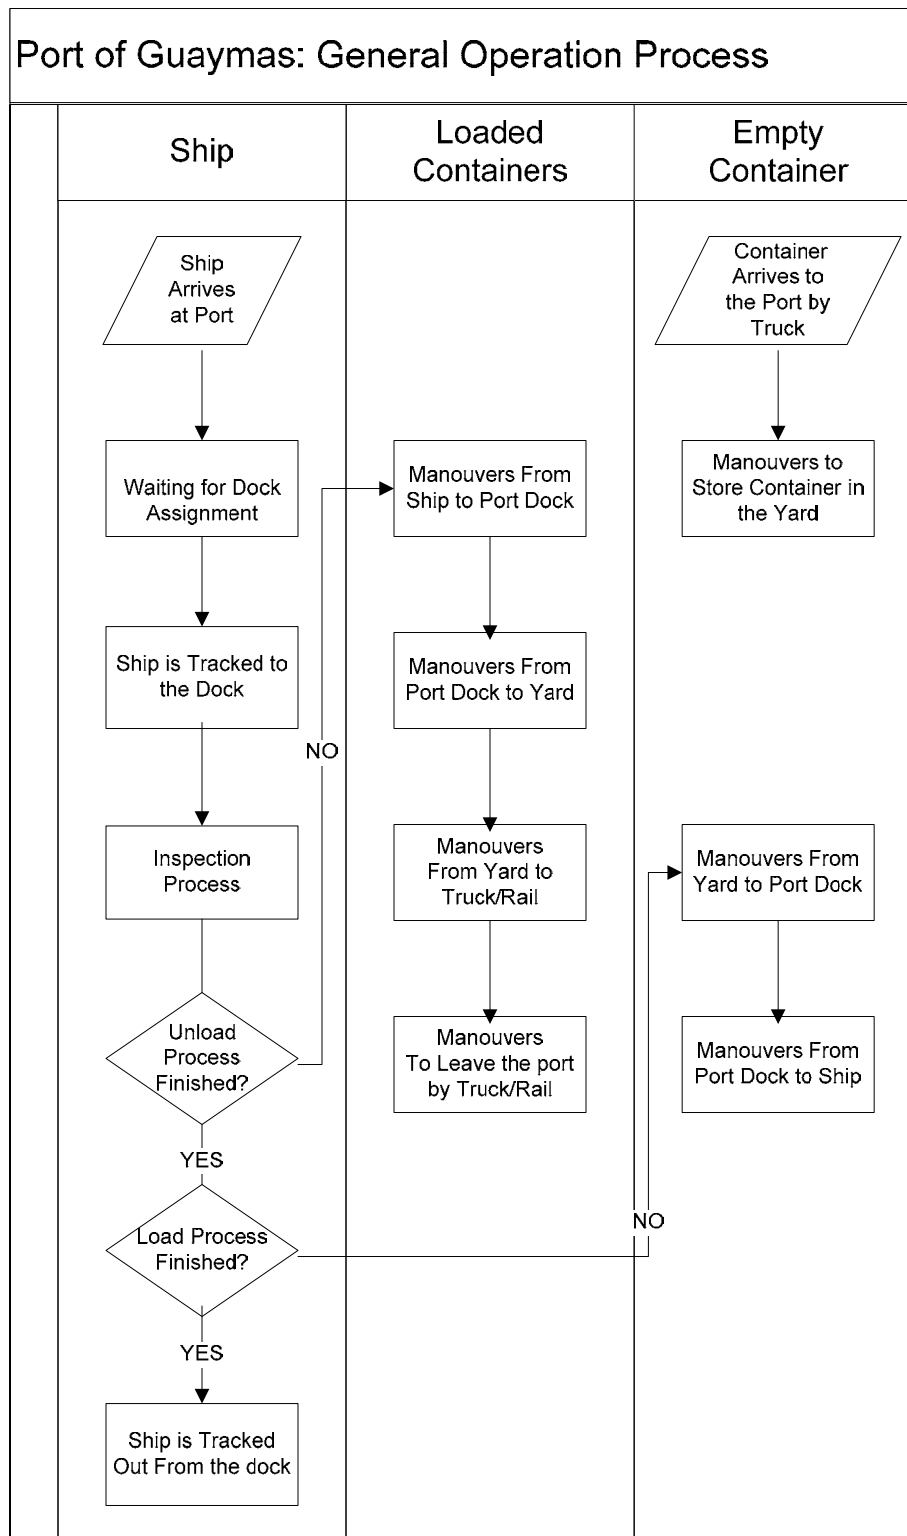 Port of Guaymas: General Operation Process
Ship
Loaded
Containers
Empty
Container
Ship
Arrives
at Port
Waiting for Dock
Assignment
Ship is Tracked to
the Dock
Inspection
Process
Unload
Process
Finished?
YES
Load Process
Finished?
YES
Ship is Tracked
Out From the dock
NO
Manouvers From
Ship to Port Dock
Manouvers From
Port Dock to Yard
Manouvers
From Yard to
Truck/Rail
Manouvers
To Leave the port
by Truck/Rail
NO
Container
Arrives to
the Port by
Truck
Manouvers to
Store Container in
the Yard
Manouvers From
Yard to Port Dock
Manouvers From
Port Dock to Ship